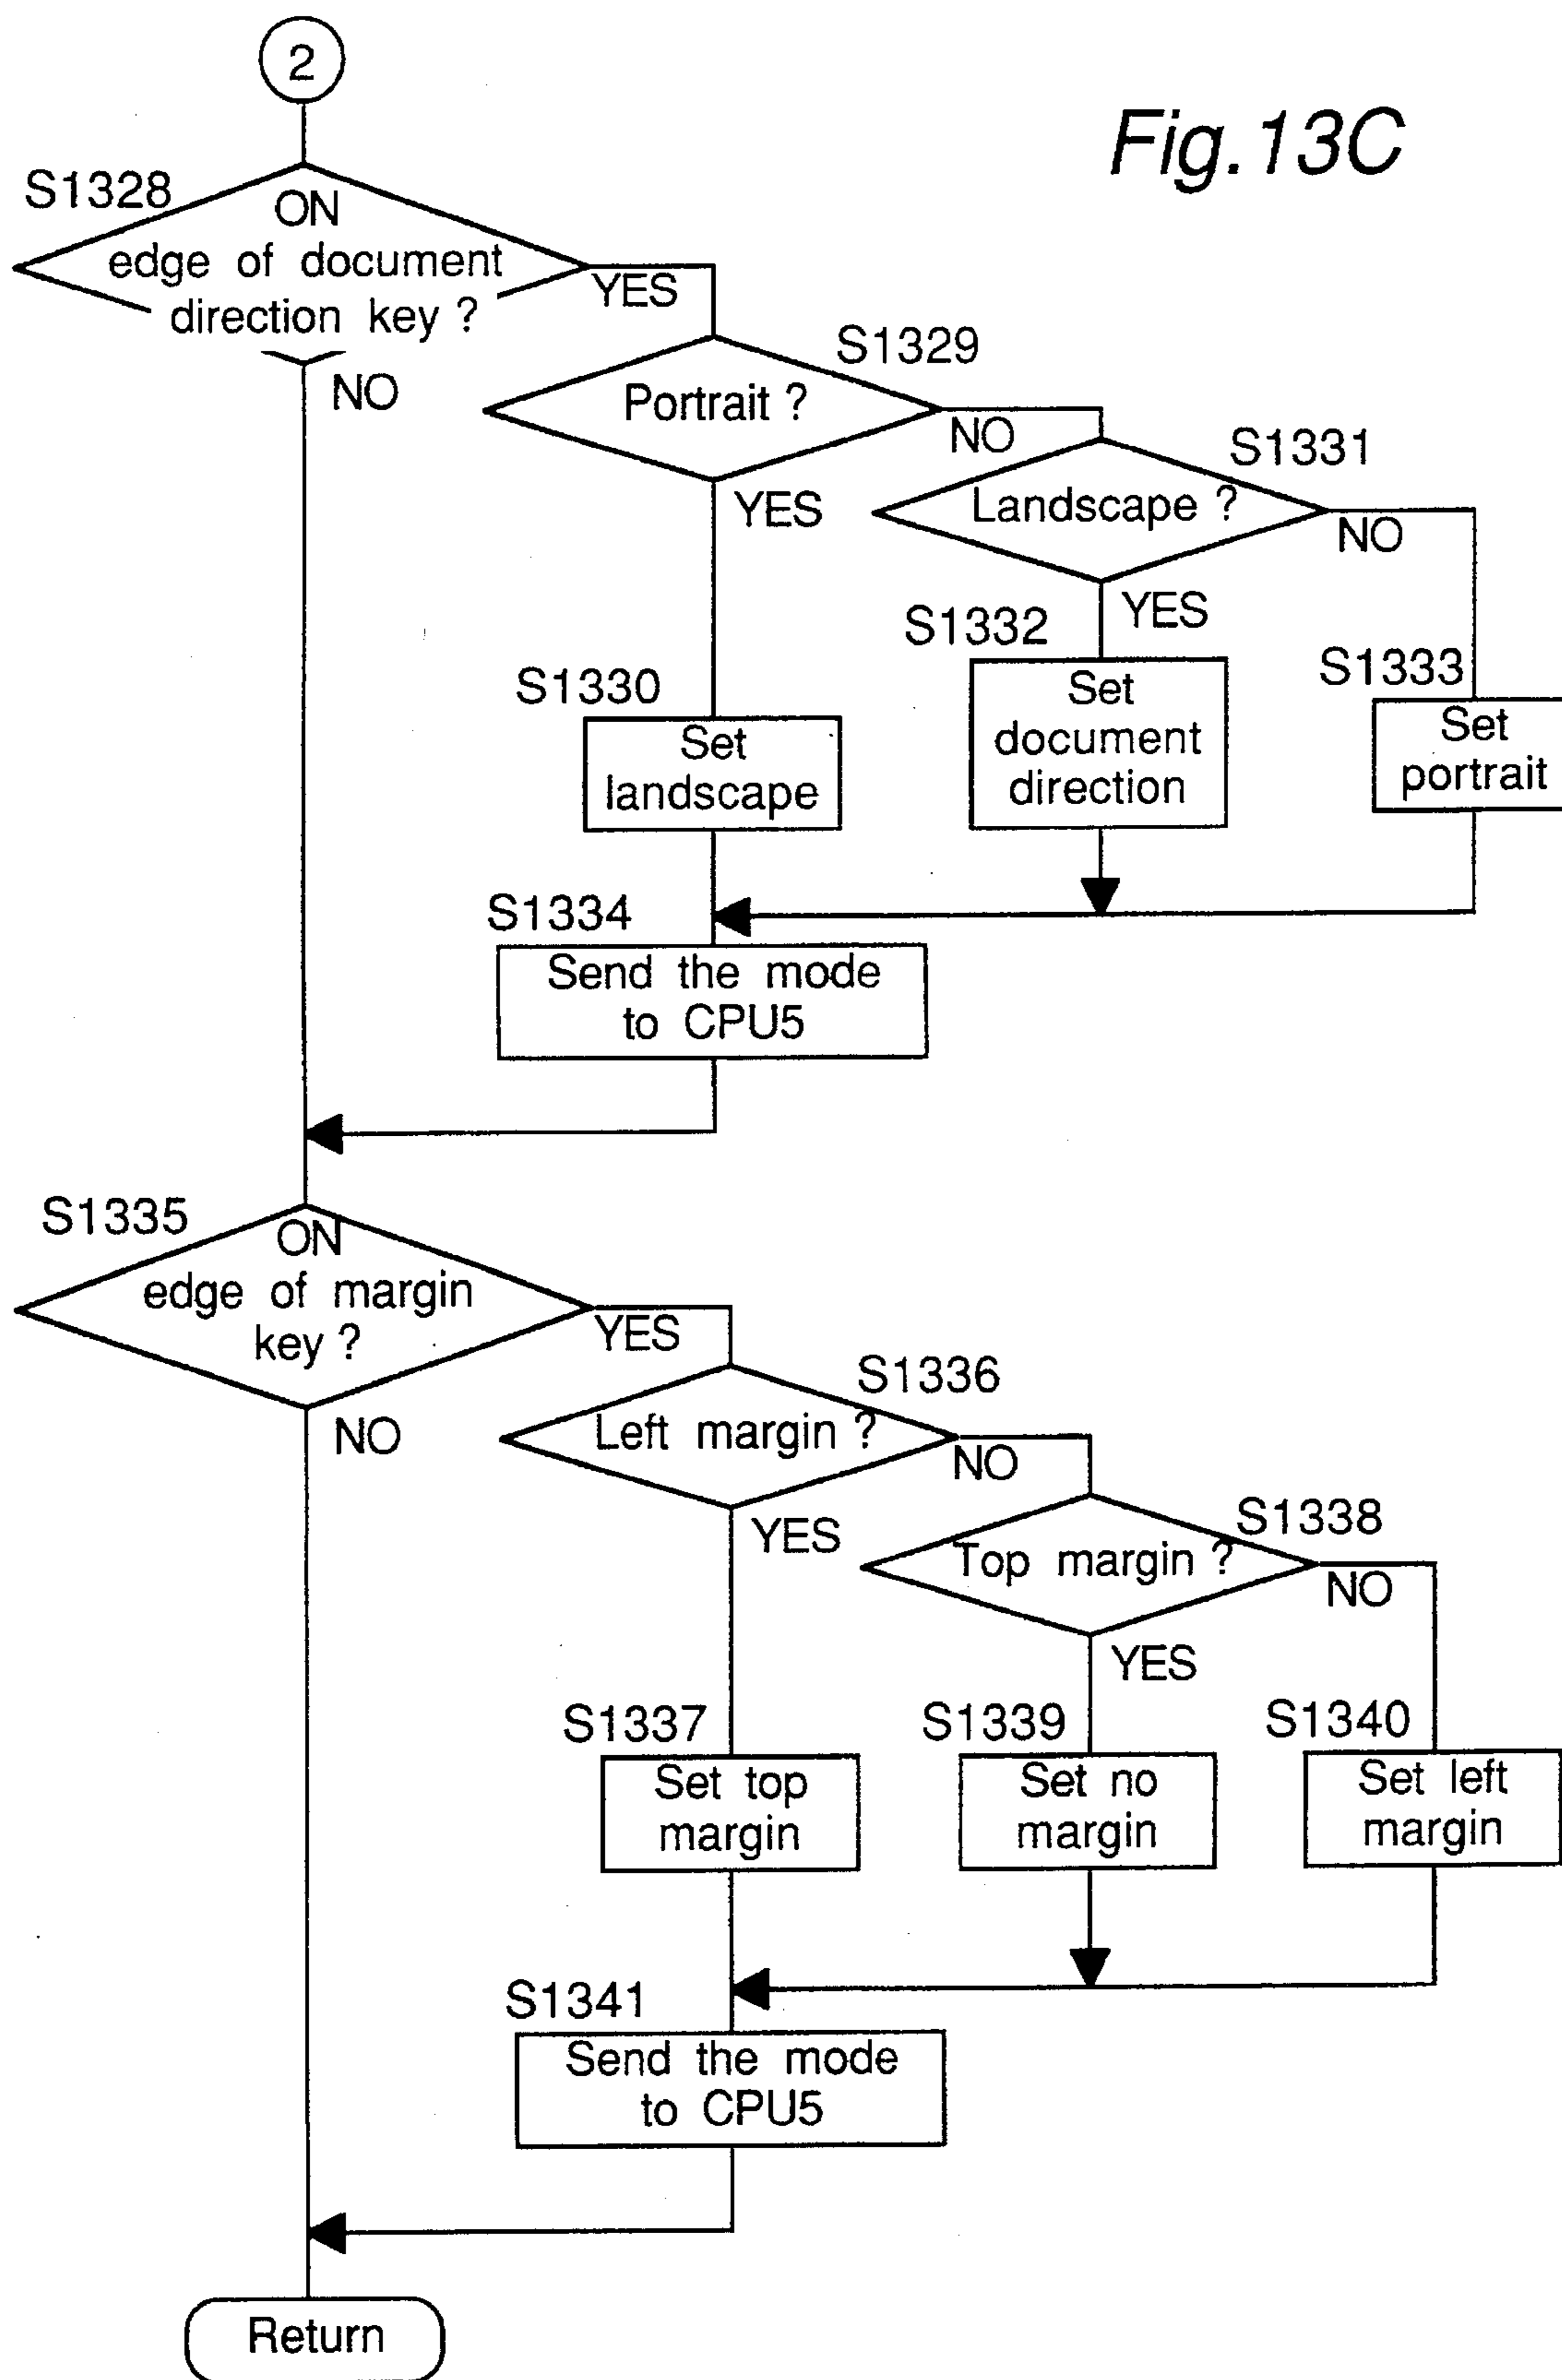 2
Fig.13C
S1328
ON
edge of document
direction key ?
YES
NO
S1329
Portrait ?
NO
YES
S1331
Landscape ?
NO
YES
S1332
Set
document
direction
S1333
Set
portrait
S1330
Set
landscape
S1334
Send the mode
to CPU5
S1335
ON
edge of margin
key ?
YES
NO
S1336
Left margin ?
NO
YES
S1338
Top margin ?
NO
YES
S1337
Set top
margin
S1339
Set no
margin
S1340
Set left
margin
S1341
Send the mode
to CPU5
Return